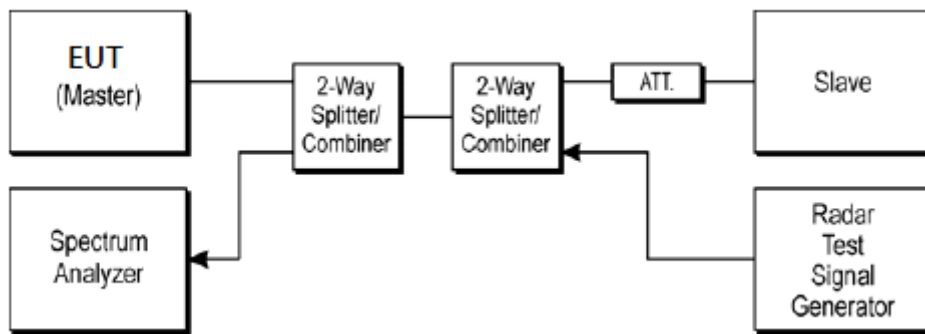 EUT
(Master)
2-Way
Splitter/
Combiner
2-Way
Splitter/
Combiner
ATT.
Slave
Spectrum
Analyzer
Radar
Test
Signal
Generator